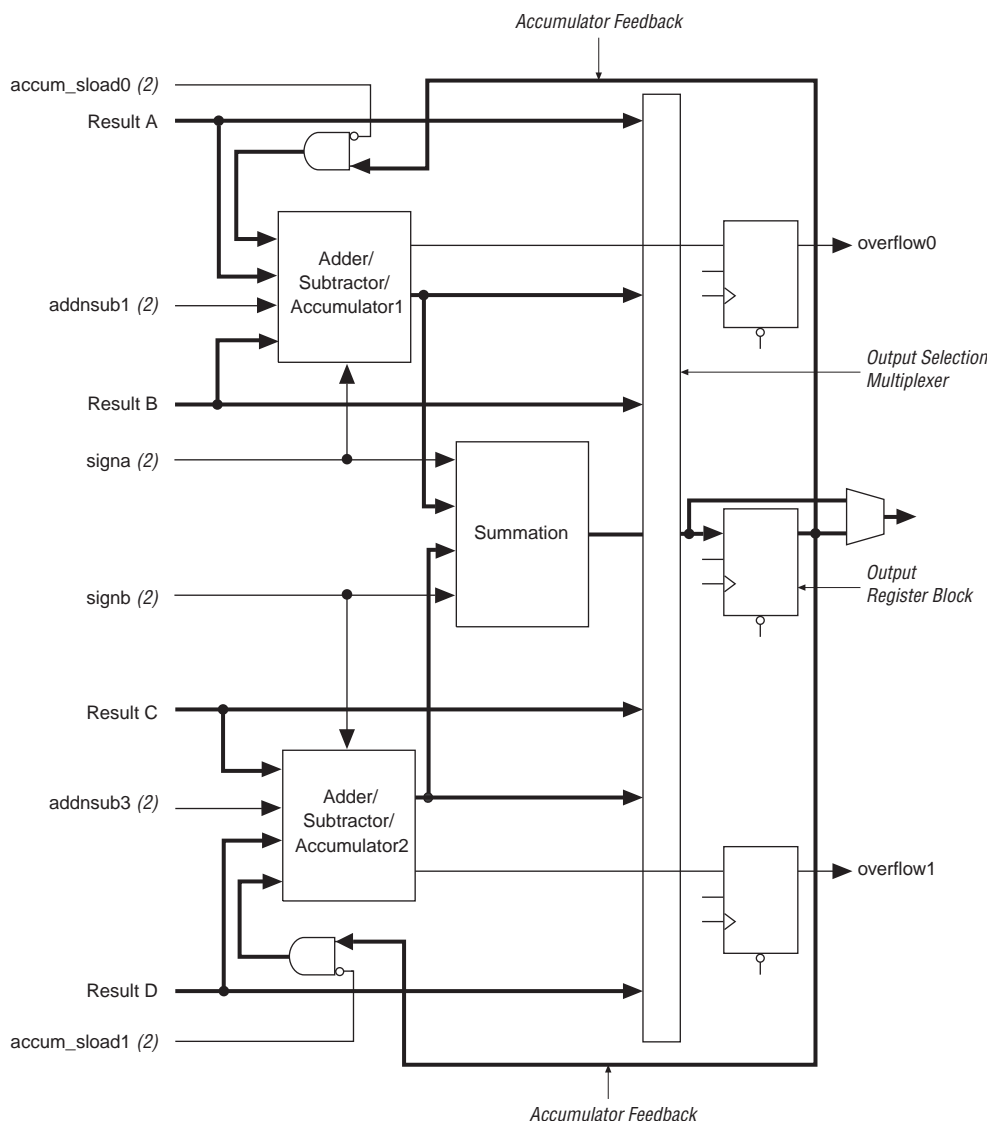 Accumulator Feedback
accum_sload0 (2)
Result A
Adder/
Subtractor/
Accumulator1
overflow0
addnsub1 (2)
Output Selection
Multiplexer
Result B
signa (2)
Summation
Output
Register Block
signb (2)
Result C
addnsub3 (2)
Adder/
Subtractor/
Accumulator2
overflow1
Result D
accum_sload1 (2)
Accumulator Feedback